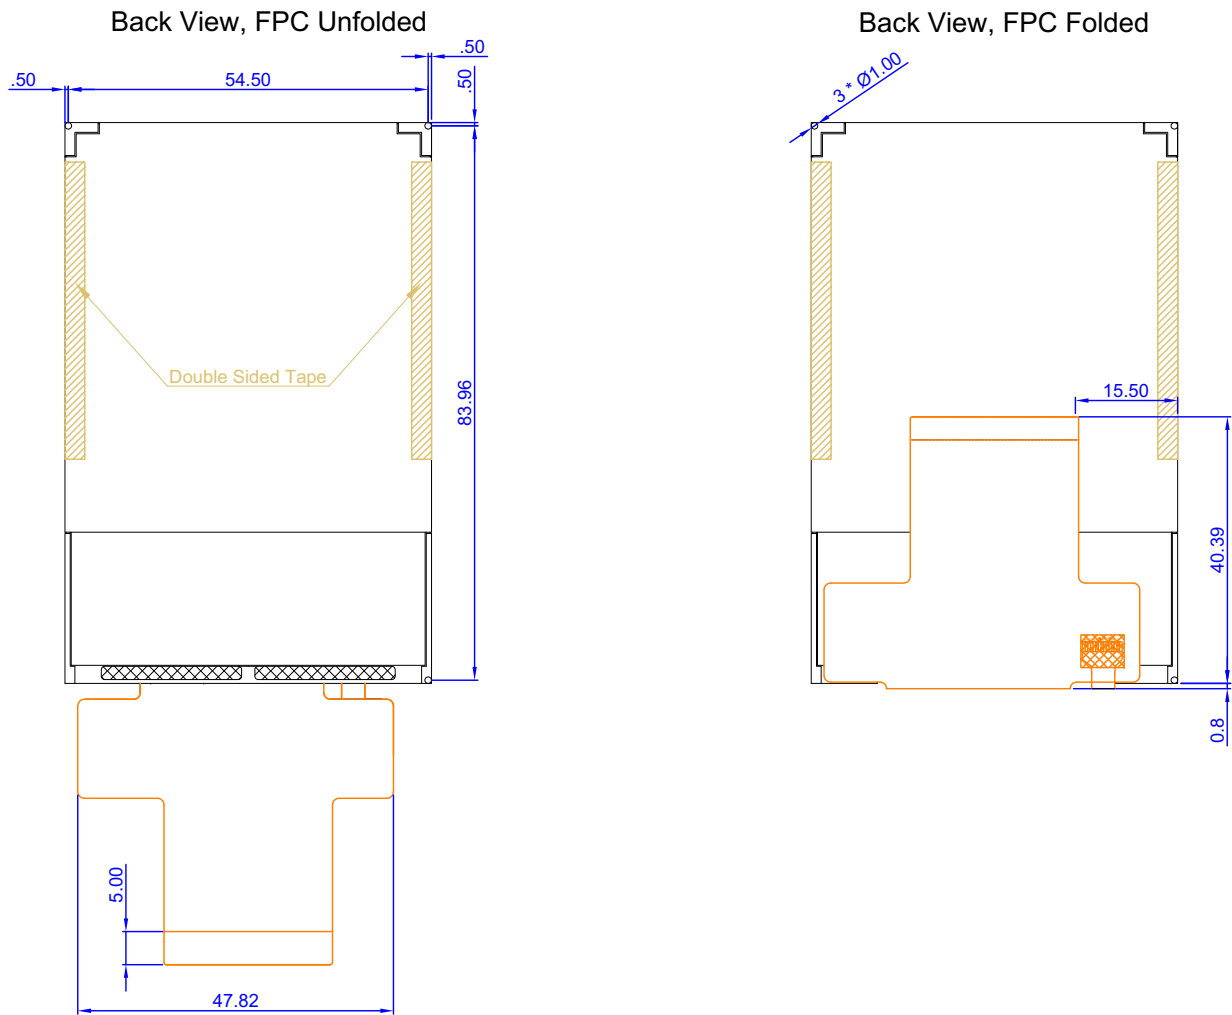 Back View, FPC Unfolded
Back View, FPC Folded
.50
54.50
.50
.50
3 * Ø1.00
Double Sided Tape
83.96
15.50
40.39
0.8
5.00
47.82